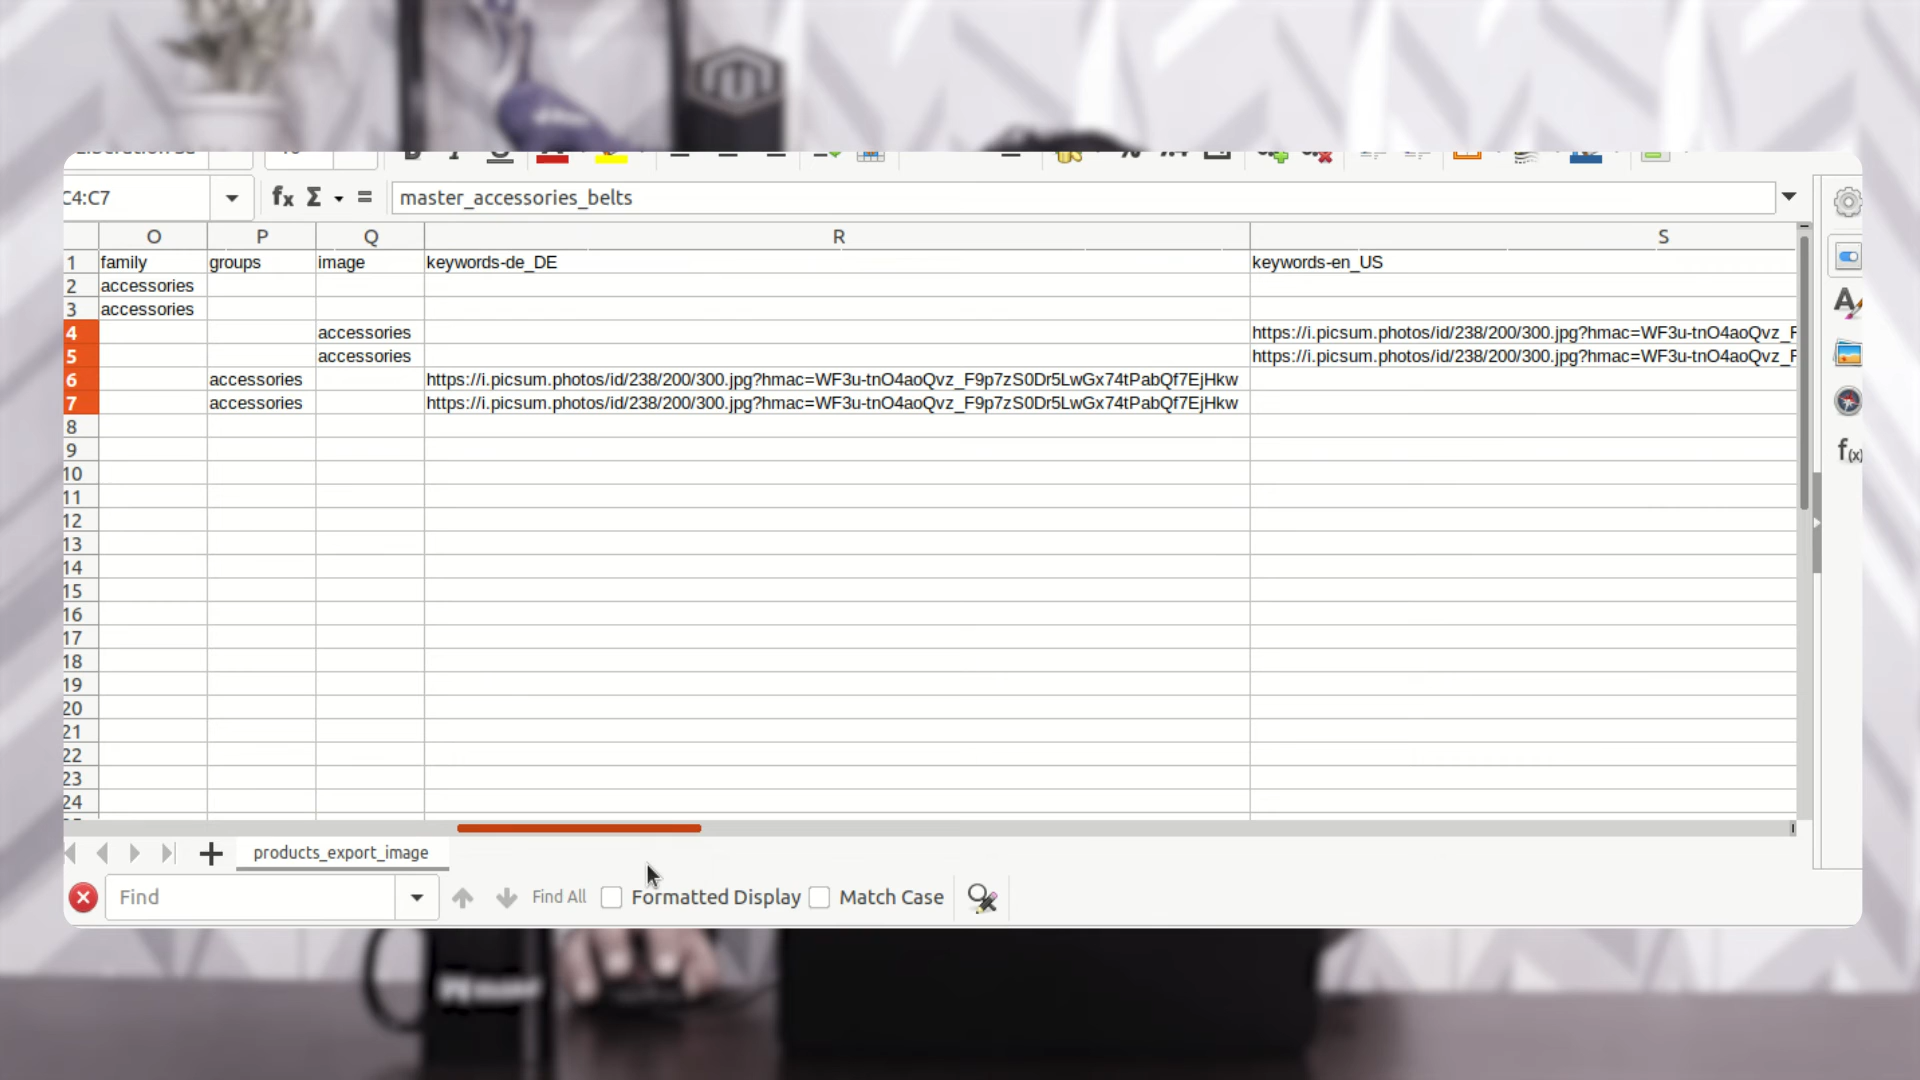 C4:C7 fx Σ = master_accessories_belts
O P Q R S
1 family groups image keywords-de_DE keywords-en_US
2 accessories
3 accessories
4 accessories https://i.picsum.photos/id/238/200/300.jpg?hmac=WF3u-tnO4aoQvz_F
5 accessories https://i.picsum.photos/id/238/200/300.jpg?hmac=WF3u-tnO4aoQvz_F
6 accessories https://i.picsum.photos/id/238/200/300.jpg?hmac=WF3u-tnO4aoQvz_F9p7zS0Dr5LwGx74tPabQf7EjHkw
7 accessories https://i.picsum.photos/id/238/200/300.jpg?hmac=WF3u-tnO4aoQvz_F9p7zS0Dr5LwGx74tPabQf7EjHkw
8
9
10
11
12
13
14
15
16
17
18
19
20
21
22
23
24
products_export_image
Find Find All Formatted Display Match Case